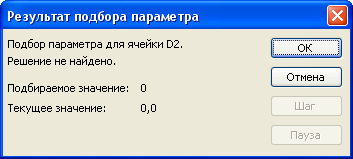 Результат подбора параметра
Подбор параметра для ячейки D2.
Решение не найдено.
Подбираемое значение: 0
Текущее значение: 0,0
ОК
Отмена
Шаг
Пауза